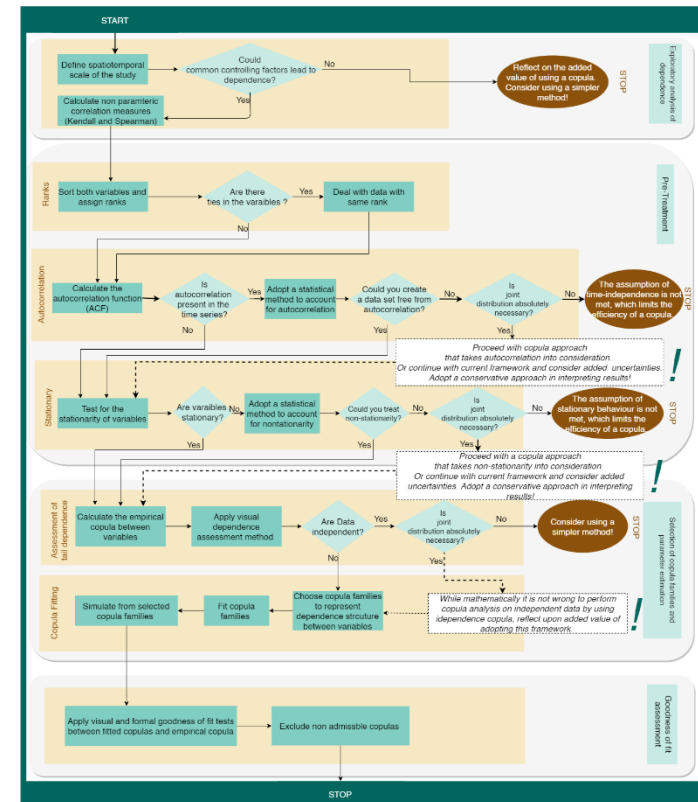 START
Define spatiotemporal
scale of the study
Could
common controlling factors lead to
dependence?
No
Reflect on the added
value of using a copula.
Consider using a simpler
method!
STOP
Exploratory analysis of
dependence
Yes
Calculate non paramteric
correlation measures
(Kendall and Spearman)
Pre-Treatment
Ranks
Sort both variables and
assign ranks
Are there
ties in the varaibles ?
Yes
Deal with data with
same rank
No
Autocorrelation
Calculate the
autocorrelation function
(ACF)
Is
autocorrelation
present in the
time series?
Yes
Adopt a statistical
method to account
for autocorrelation
Could you create
a data set free from
autocorrelation?
No
Is
joint
distribution absolutely
necessary?
No
The assumption of
time-independence is not
met, which limits the
efficiency of a copula.
STOP
No
Yes
Yes
Proceed with copula approach
that takes autocorrelation into consideration.
Or continue with current framework and consider added uncertainties.
Adopt a conservative approach in interpreting results!
!
Stationary
Test for the
stationarity of variables
Are varaibles
stationary?
No
Adopt a statistical
method to account
for nontationarity
Could you treat
non-stationarity?
No
Is
joint
distribution absolutely
necessary?
No
The assumption of
stationary behaviour is not
met, which limits the
efficiency of a copula.
STOP
Yes
Yes
Yes
Proceed with a copula approach
that takes non-stationarity into consideration.
Or continue with current framework and consider added
uncertainties. Adopt a conservative approach in interpreting
results!
!
Assessment of
tail dependence
Calculate the empirical
copula between
variables
Apply visual
dependence
assessment method
Are Data
independent?
Yes
Is
joint
distribution absolutely
necessary?
No
Consider using a
simpler method!
STOP
No
Yes
Selection of copula families and
parameter estimation
Copula Fitting
Simulate from selected
copula families
Fit copula
families
Choose copula families
to represent
dependence strcuture
between variables
While mathematically it is not wrong to perform
copula analysis on independent data by using
idependence copula, reflect upon added value of
adopting this framework.
!
Apply visual and formal goodness of fit tests
between fitted copulas and empirical copula
Exclude non admissble copulas
Goodness of fit
assessment
STOP